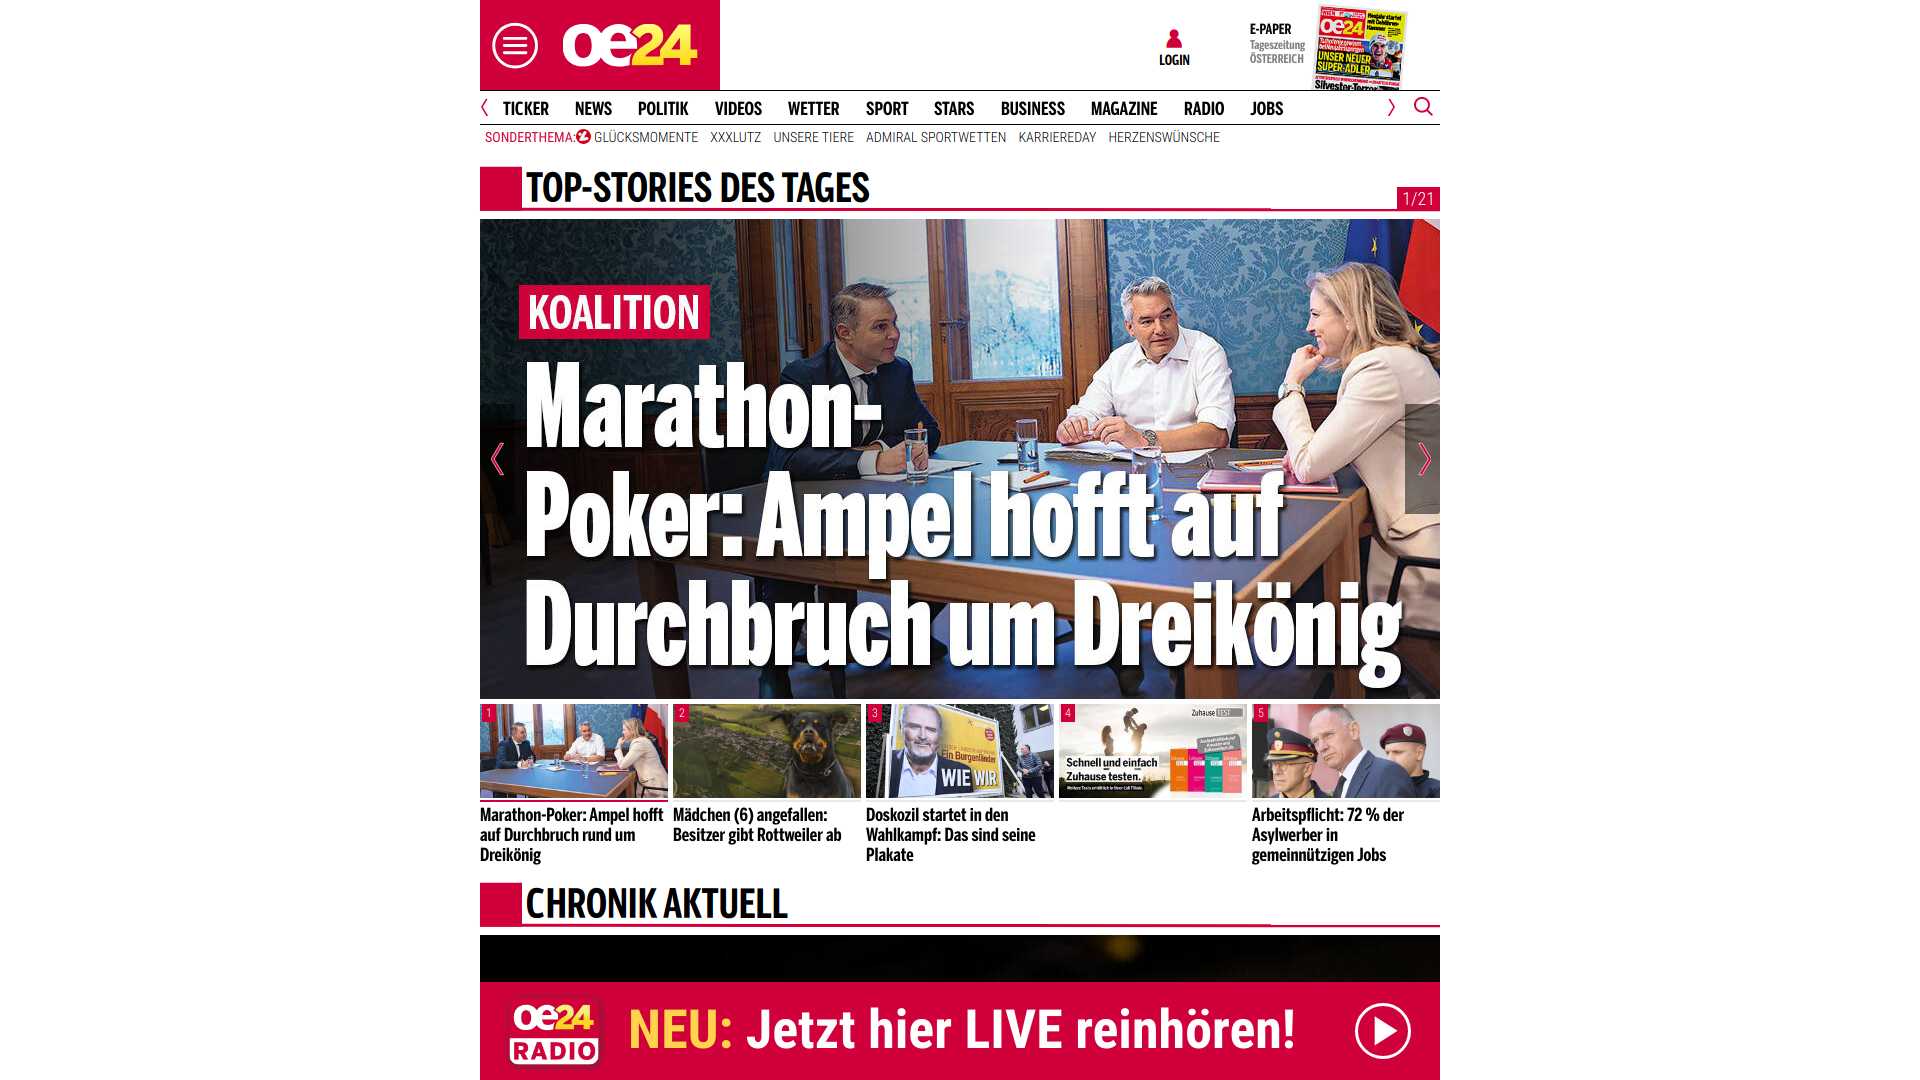 oe24
LOGIN
E-PAPER
Tageszeitung
ÖSTERREICH
oe24
UNSER NEUER
SUPER-ADLER
TICKER NEWS POLITIK VIDEOS WETTER SPORT STARS BUSINESS MAGAZINE RADIO JOBS
SONDERTHEMA: GLÜCKSMOMENTE XXXLUTZ UNSERE TIERE ADMIRAL SPORTWETTEN KARRIEREDAY HERZENSWÜNSCHE
TOP-STORIES DES TAGES
1/21
KOALITION
Marathon-
Poker: Ampel hofft auf
Durchbruch um Dreikönig
1
2
3
4
5
Ein Burgenländer
WIE WIR
Zuhause TEST
Schnell und einfach
Zuhause testen.
Marathon-Poker: Ampel hofft
auf Durchbruch rund um
Dreikönig
Mädchen (6) angefallen:
Besitzer gibt Rottweiler ab
Doskozil startet in den
Wahlkampf: Das sind seine
Plakate
Arbeitspflicht: 72 % der
Asylwerber in
gemeinnützigen Jobs
CHRONIK AKTUELL
oe24
RADIO
NEU: Jetzt hier LIVE reinhören!